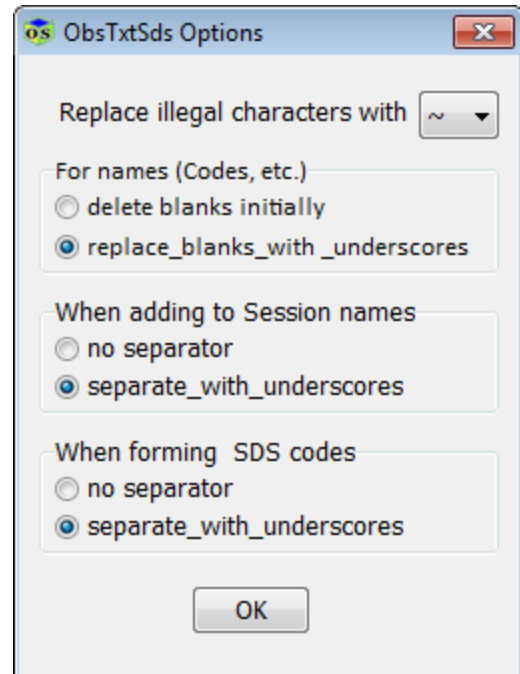 OS ObsTxtSds Options
Replace illegal characters with ~
For names (Codes, etc.)
delete blanks initially
replace_blanks_with _underscores
When adding to Session names
no separator
separate_with_underscores
When forming  SDS codes
no separator
separate_with_underscores
OK